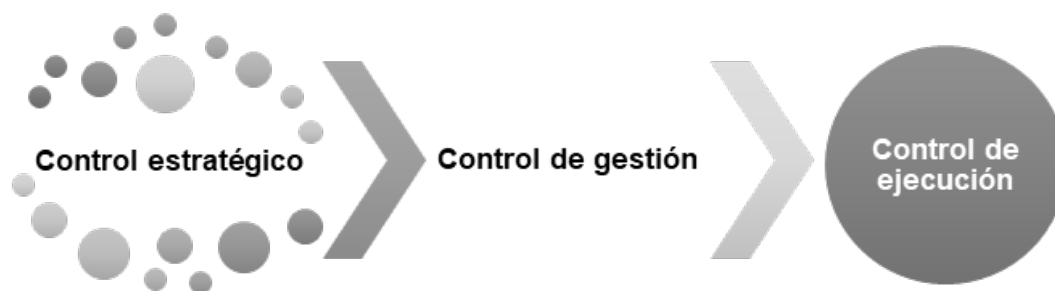 Control estratégico
Control de gestión
Control de
ejecución